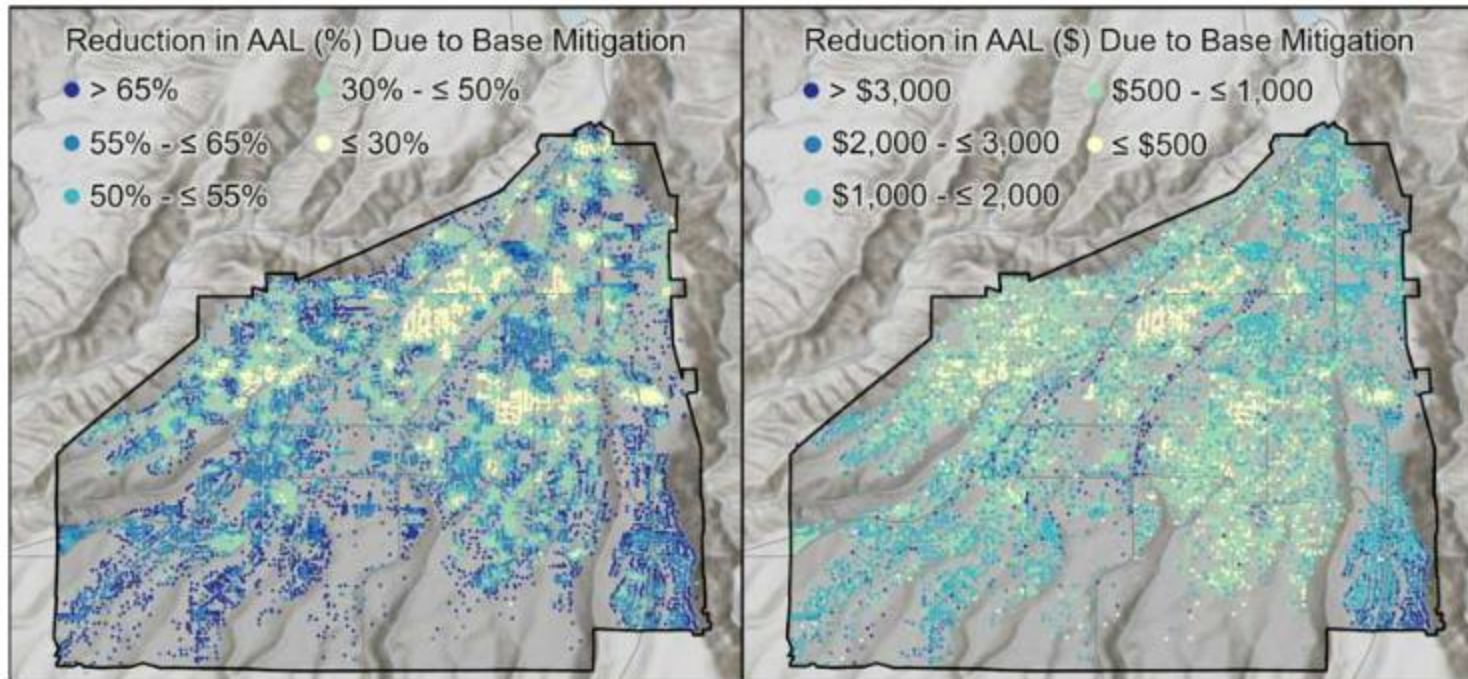 Reduction in AAL (%) Due to Base Mitigation
> 65%
30% - ≤ 50%
55% - ≤ 65%
≤ 30%
50% - ≤ 55%
Reduction in AAL ($) Due to Base Mitigation
> $3,000
$500 - ≤ 1,000
$2,000 - ≤ 3,000
≤ $500
$1,000 - ≤ 2,000